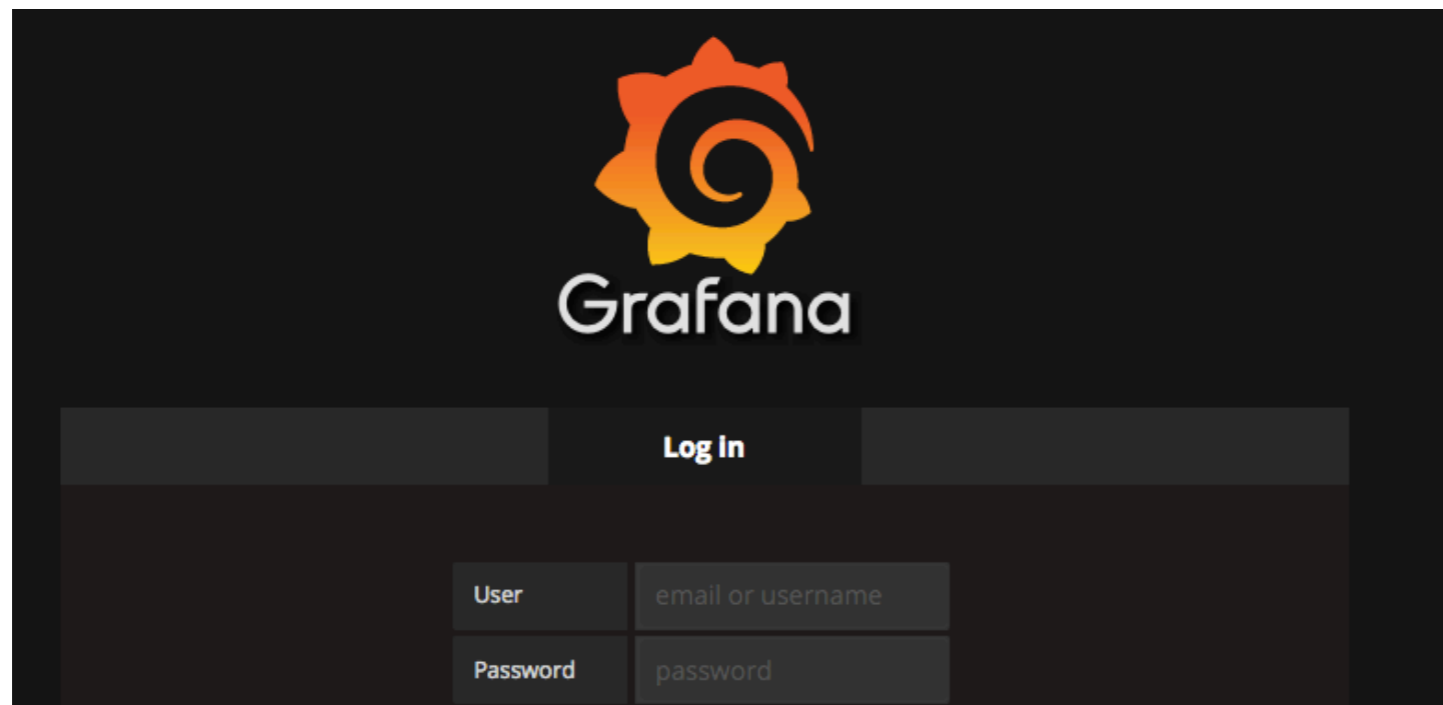 Grafana
Log in
User
email or username
Password
password